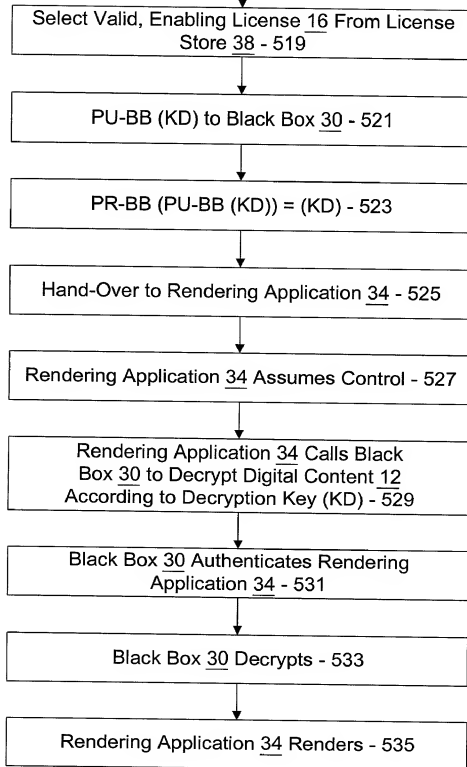 Select Valid, Enabling License 16 From License
Store 38 - 519
PU-BB (KD) to Black Box 30 - 521
PR-BB (PU-BB (KD)) = (KD) - 523
Hand-Over to Rendering Application 34 - 525
Rendering Application 34 Assumes Control - 527
Rendering Application 34 Calls Black
Box 30 to Decrypt Digital Content 12
According to Decryption Key (KD) - 529
Black Box 30 Authenticates Rendering
Application 34 - 531
Black Box 30 Decrypts - 533
Rendering Application 34 Renders - 535